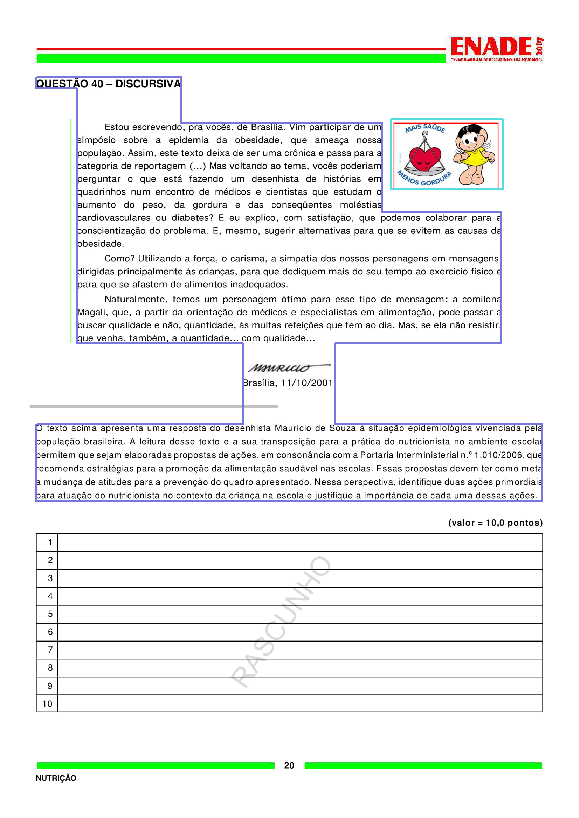 ENADE 2007
QUESTÃO 40 – DISCURSIVA
Estou escrevendo, pra vocês, de Brasília. Vim participar de um
simpósio sobre a epidemia da obesidade, que ameaça nossa
população. Assim, este texto deixa de ser uma crônica e passa para a
categoria de reportagem (...) Mas voltando ao tema, vocês poderiam
perguntar o que está fazendo um desenhista de histórias em
quadrinhos num encontro de médicos e cientistas que estudam o
aumento do peso, da gordura e das conseqüentes moléstias
MAIS SAÚDE
MENOS GORDURA
cardiovasculares ou diabetes? E eu explico, com satisfação, que podemos colaborar para a
conscientização do problema. E, mesmo, sugerir alternativas para que se evitem as causas da
obesidade.
Como? Utilizando a força, o carisma, a simpatia dos nossos personagens em mensagens
dirigidas principalmente às crianças, para que dediquem mais do seu tempo ao exercício físico e
para que se afastem de alimentos inadequados.
Naturalmente, temos um personagem ótimo para esse tipo de mensagem: a comilona
Magali, que, a partir da orientação de médicos e especialistas em alimentação, pode passar a
buscar qualidade e não, quantidade, às muitas refeições que tem ao dia. Mas, se ela não resistir,
que venha, também, a quantidade... com qualidade...
MAURICIO
Brasília, 11/10/2001
O texto acima apresenta uma resposta do desenhista Maurício de Souza à situação epidemiológica vivenciada pela
população brasileira. A leitura desse texto e a sua transposição para a prática do nutricionista no ambiente escolar
permitem que sejam elaboradas propostas de ações, em consonância com a Portaria Interministerial n.º 1.010/2006, que
recomenda estratégias para a promoção da alimentação saudável nas escolas. Essas propostas devem ter como meta
a mudança de atitudes para a prevenção do quadro apresentado. Nessa perspectiva, identifique duas ações primordiais
para atuação do nutricionista no contexto da criança na escola e justifique a importância de cada uma dessas ações.
(valor = 10,0 pontos)
1
2
3
4
5
6
7
8
9
10
RASCUNHO
20
NUTRIÇÃO